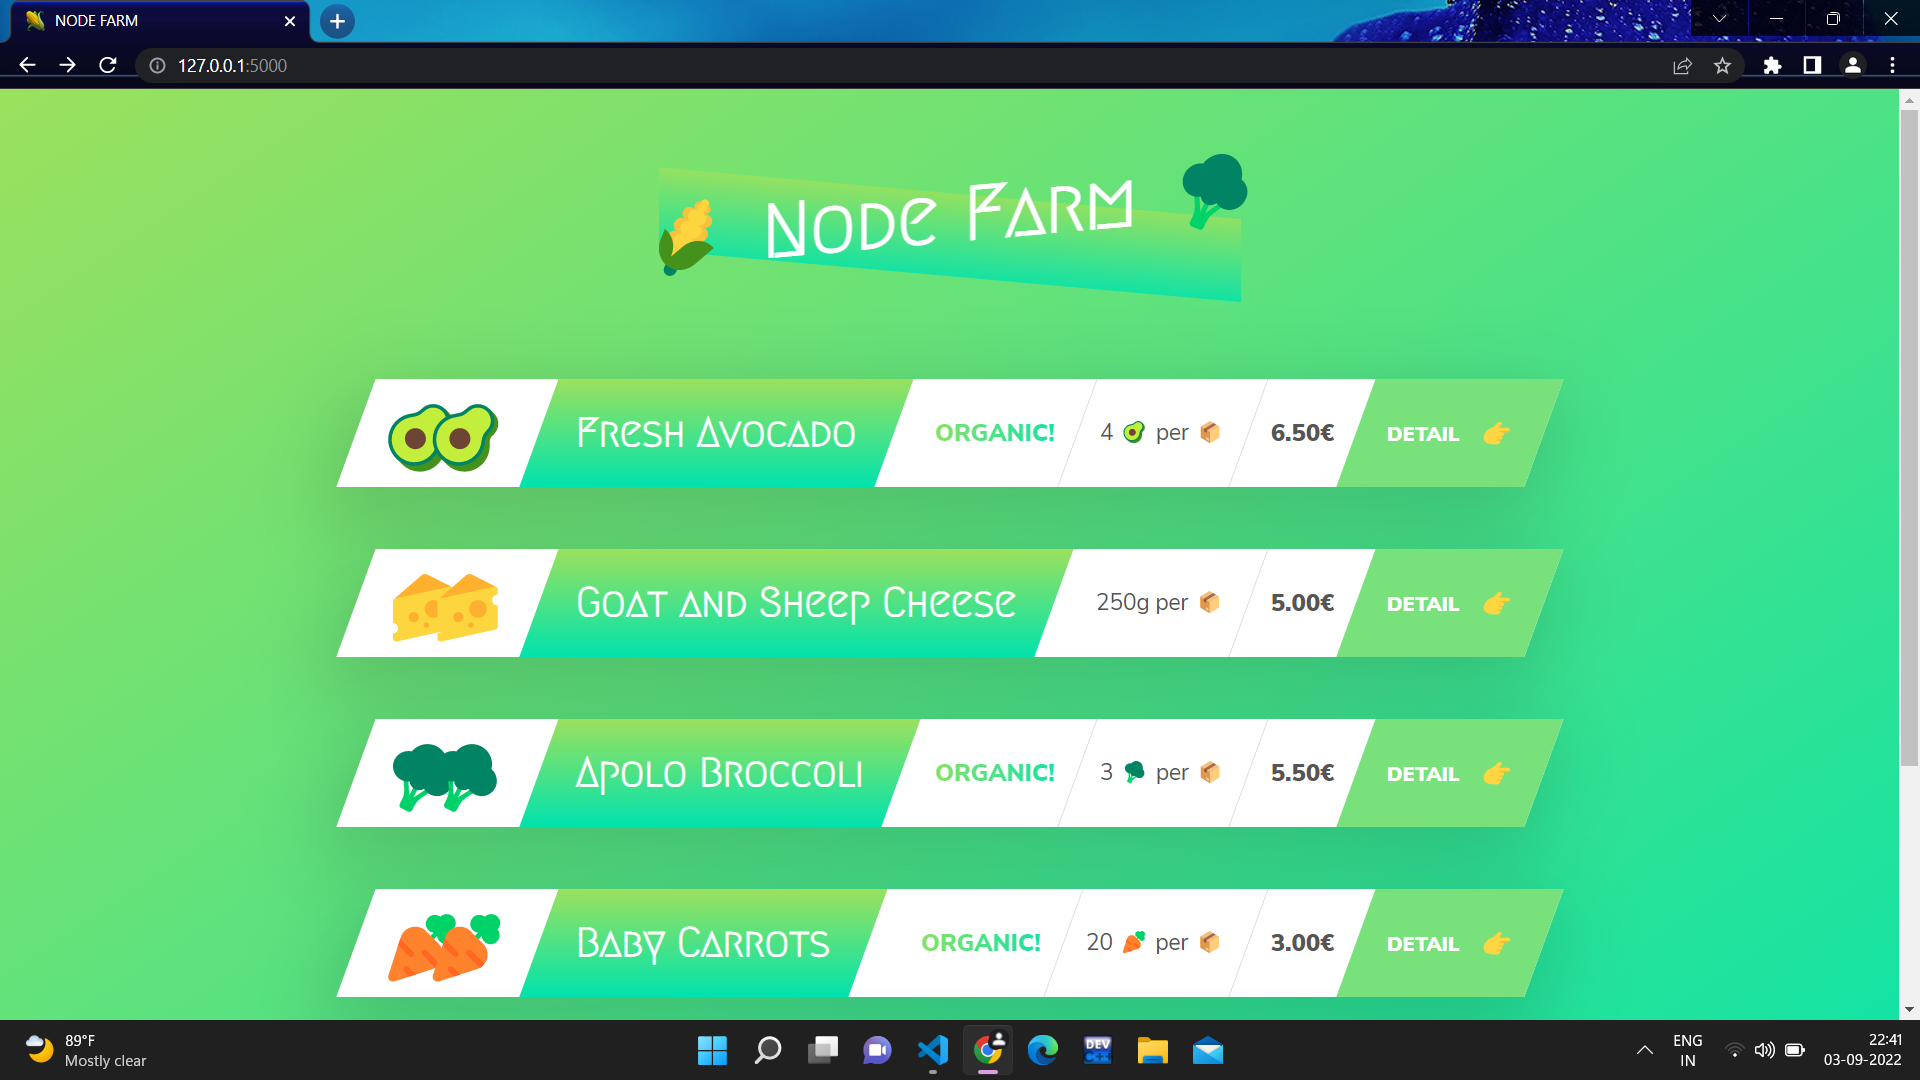 NODE FARM
127.0.0.1:5000
Node Farm
Fresh Avocado ORGANIC! 4 🥑 per 📦 6.50€ DETAIL 👉
Goat and Sheep Cheese 250g per 📦 5.00€ DETAIL 👉
Apolo Broccoli ORGANIC! 3 🥦 per 📦 5.50€ DETAIL 👉
Baby Carrots ORGANIC! 20 🥕 per 📦 3.00€ DETAIL 👉
89°F
Mostly clear
DEV
C++
ENG
IN
22:41
03-09-2022